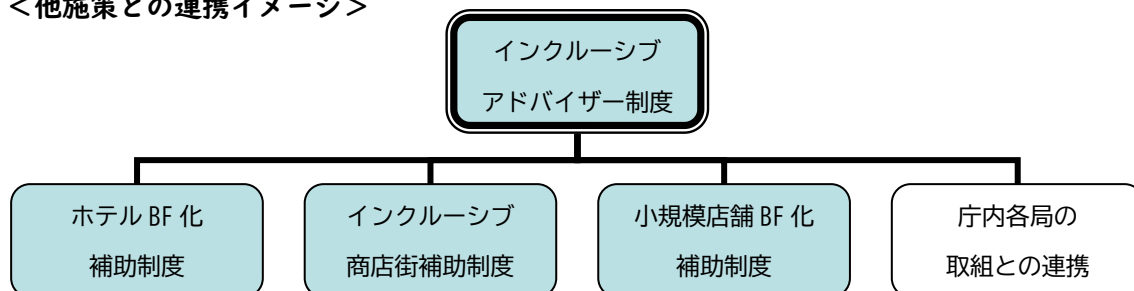 ＜他施策との連携イメージ＞
インクルーシブ
アドバイザー制度
ホテル BF 化
補助制度
インクルーシブ
商店街補助制度
小規模店舗 BF 化
補助制度
庁内各局の
取組との連携